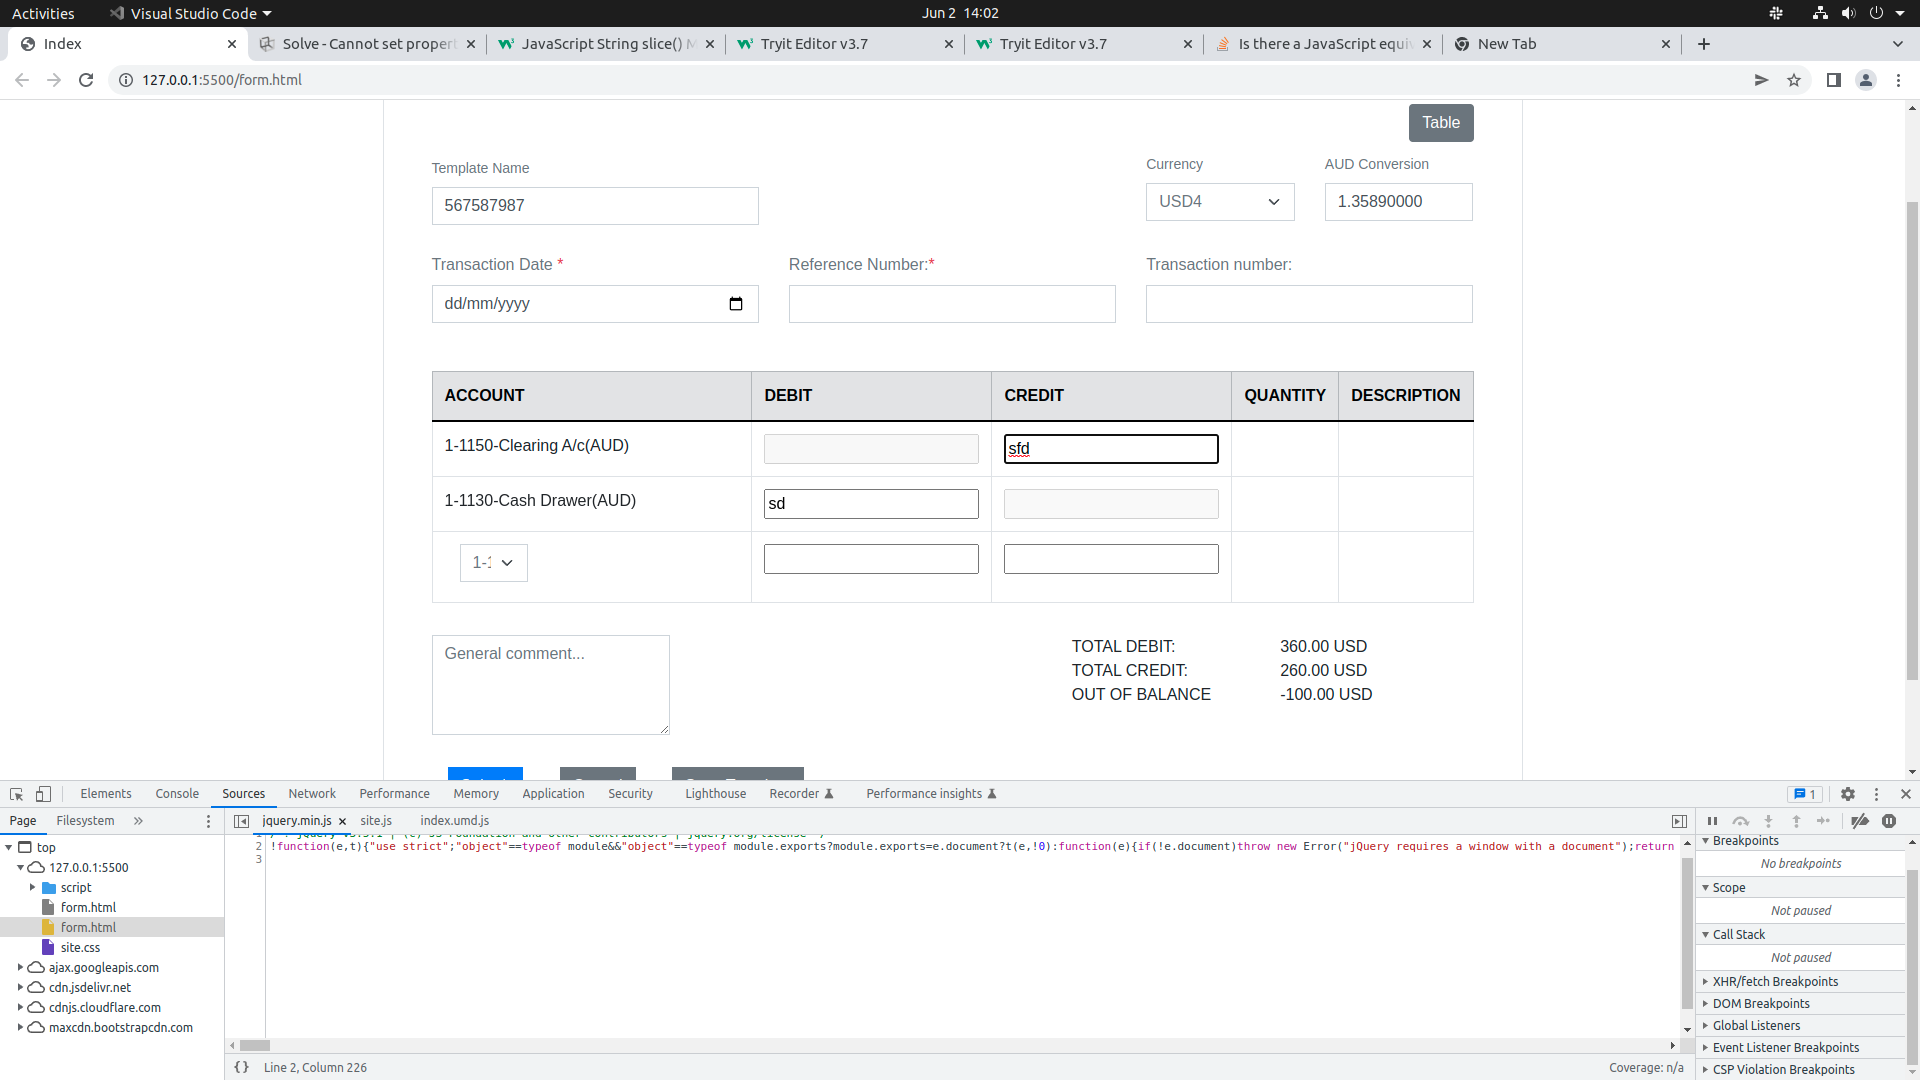 Activities Visual Studio Code Jun 2 14:02
Index Solve - Cannot set propert JavaScript String slice() M Tryit Editor v3.7 Tryit Editor v3.7 Is there a JavaScript equiv New Tab
127.0.0.1:5500/form.html
Table
Template Name Currency AUD Conversion
567587987 USD4 1.35890000
Transaction Date * Reference Number:* Transaction number:
dd/mm/yyyy
ACCOUNT DEBIT CREDIT QUANTITY DESCRIPTION
1-1150-Clearing A/c(AUD) sfd
1-1130-Cash Drawer(AUD) sd
1-1
General comment... TOTAL DEBIT: 360.00 USD
TOTAL CREDIT: 260.00 USD
OUT OF BALANCE -100.00 USD
Elements Console Sources Network Performance Memory Application Security Lighthouse Recorder Performance insights 1
Page Filesystem » jquery.min.js site.js index.umd.js
2 !function(e,t){"use strict";"object"==typeof module&&"object"==typeof module.exports?module.exports=e.document?t(e,!0):function(e){if(!e.document)throw new Error("jQuery requires a window with a document");return
3
top
127.0.0.1:5500
script
form.html
form.html
site.css
ajax.googleapis.com
cdn.jsdelivr.net
cdnjs.cloudflare.com
maxcdn.bootstrapcdn.com
Breakpoints
No breakpoints
Scope
Not paused
Call Stack
Not paused
XHR/fetch Breakpoints
DOM Breakpoints
Global Listeners
Event Listener Breakpoints
CSP Violation Breakpoints
{} Line 2, Column 226 Coverage: n/a